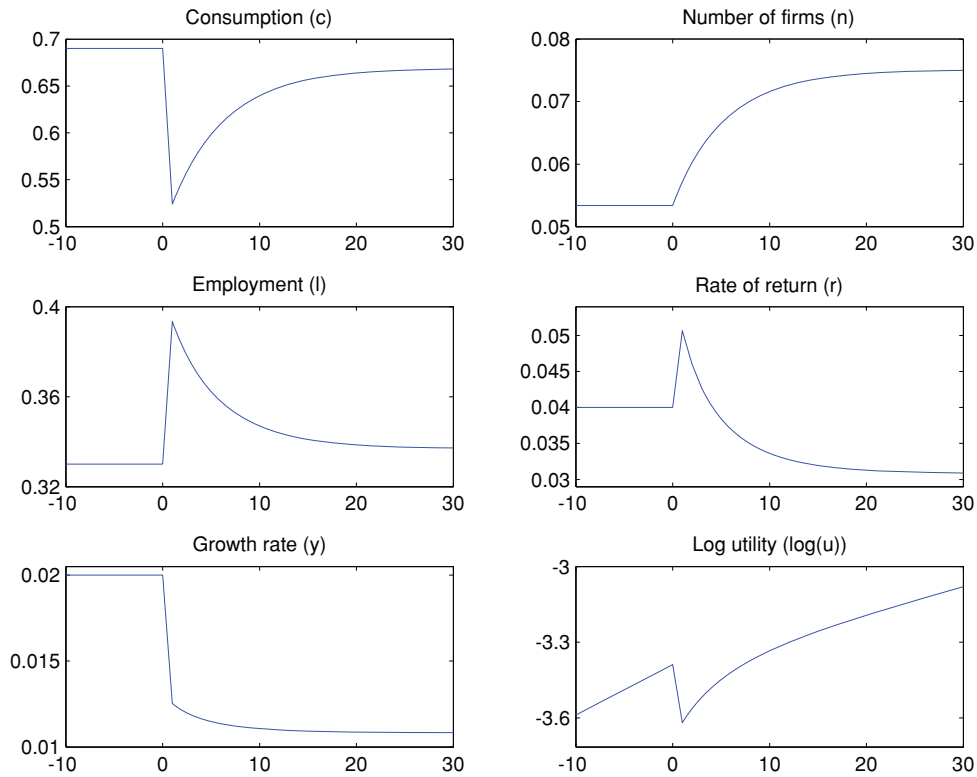 Consumption (c)
0.7
0.65
0.6
0.55
0.5
-10 0 10 20 30
Number of firms (n)
0.08
0.07
0.06
0.05
-10 0 10 20 30
Employment (l)
0.4
0.36
0.32
-10 0 10 20 30
Rate of return (r)
0.05
0.045
0.04
0.035
0.03
-10 0 10 20 30
Growth rate (y)
0.02
0.015
0.01
-10 0 10 20 30
Log utility (log(u))
-3
-3.3
-3.6
-10 0 10 20 30